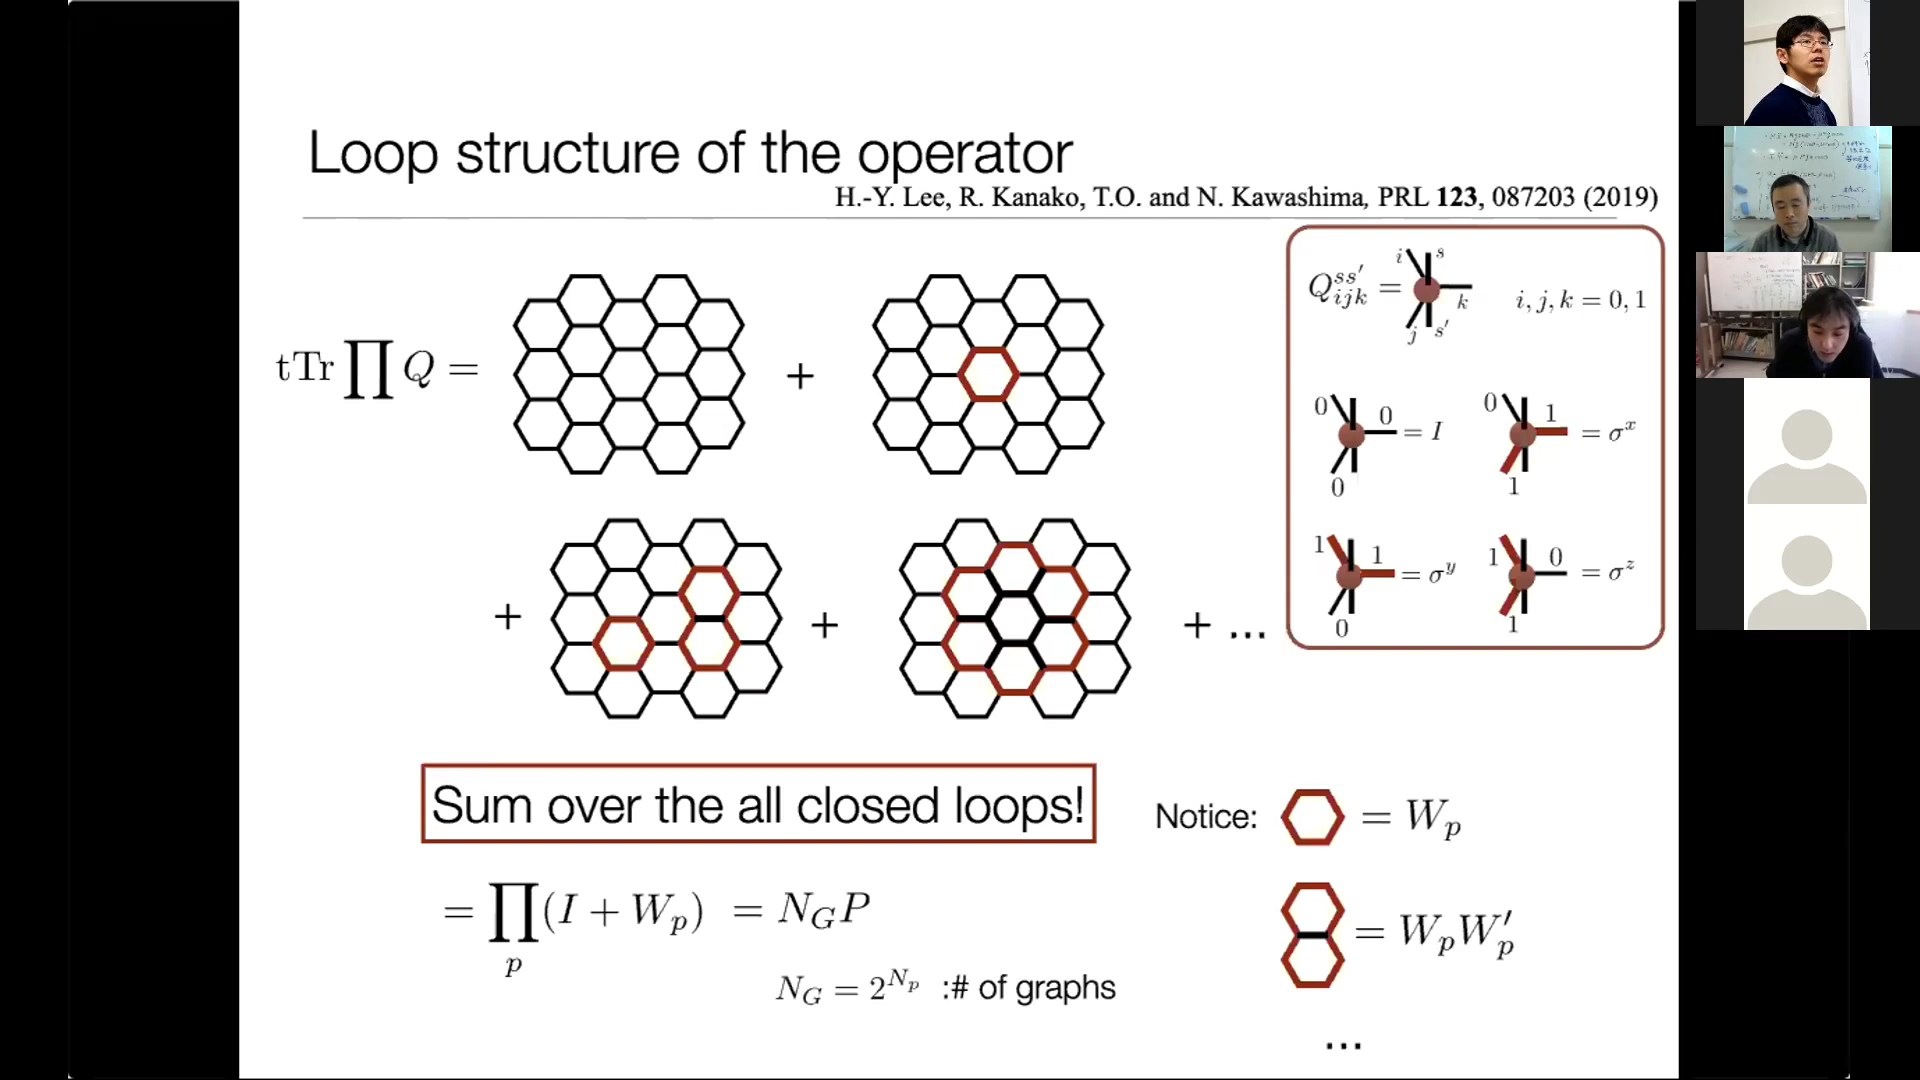 Loop structure of the operator
H.-Y. Lee, R. Kanako, T.O. and N. Kawashima, PRL 123, 087203 (2019)
tTr ∏ Q =
+
+
+
+ ...
Q_{ijk}^{ss'} =
i
s
k
j
s'
i, j, k = 0, 1
0
0
= I
0
0
1
= σ^x
1
1
1
= σ^y
0
1
0
= σ^z
1
Sum over the all closed loops!
= ∏_p (I + W_p) = N_G P
N_G = 2^{N_p} :# of graphs
Notice:
= W_p
= W_p W_p'
...